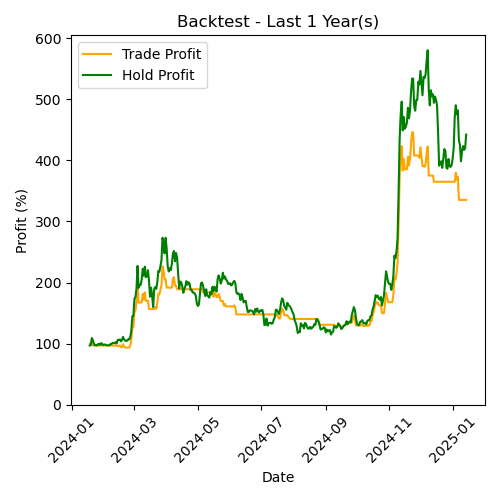 Backtest - Last 1 Year(s)
Trade Profit
Hold Profit
Profit (%)
600
500
400
300
200
100
0
2024-01
2024-03
2024-05
2024-07
2024-09
2024-11
2025-01
Date